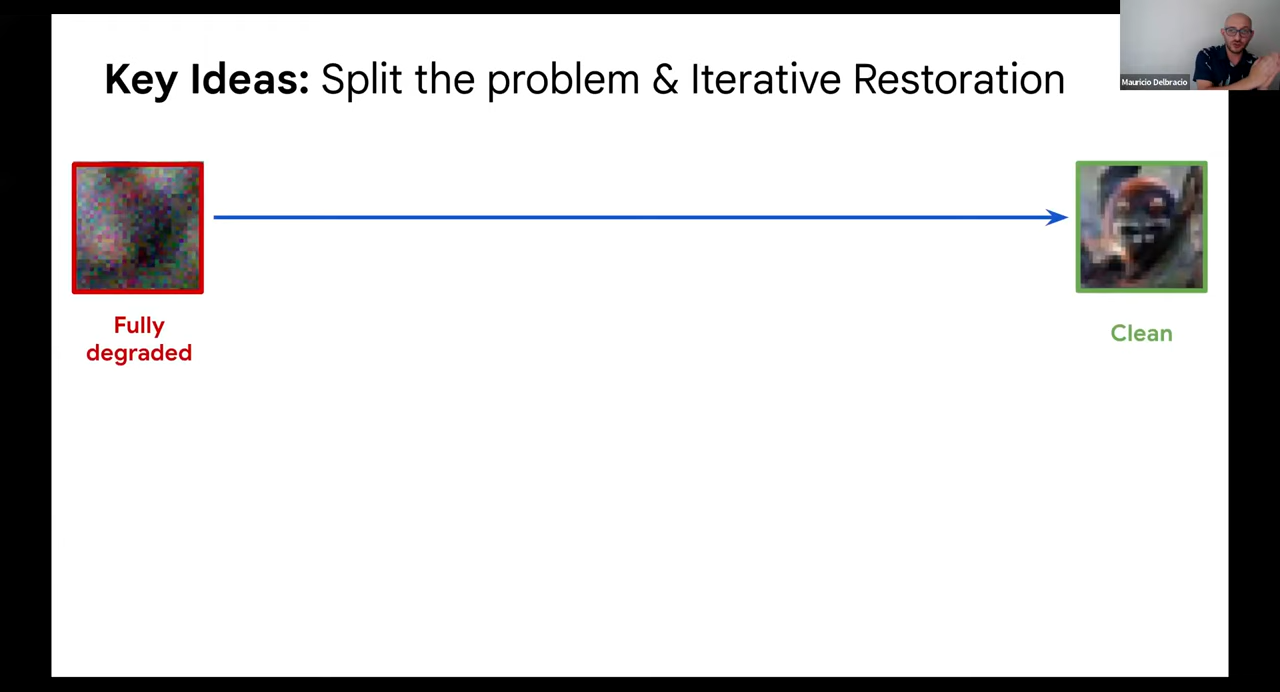 Key Ideas: Split the problem & Iterative Restoration
Mauricio Delbracio
Fully
degraded
Clean